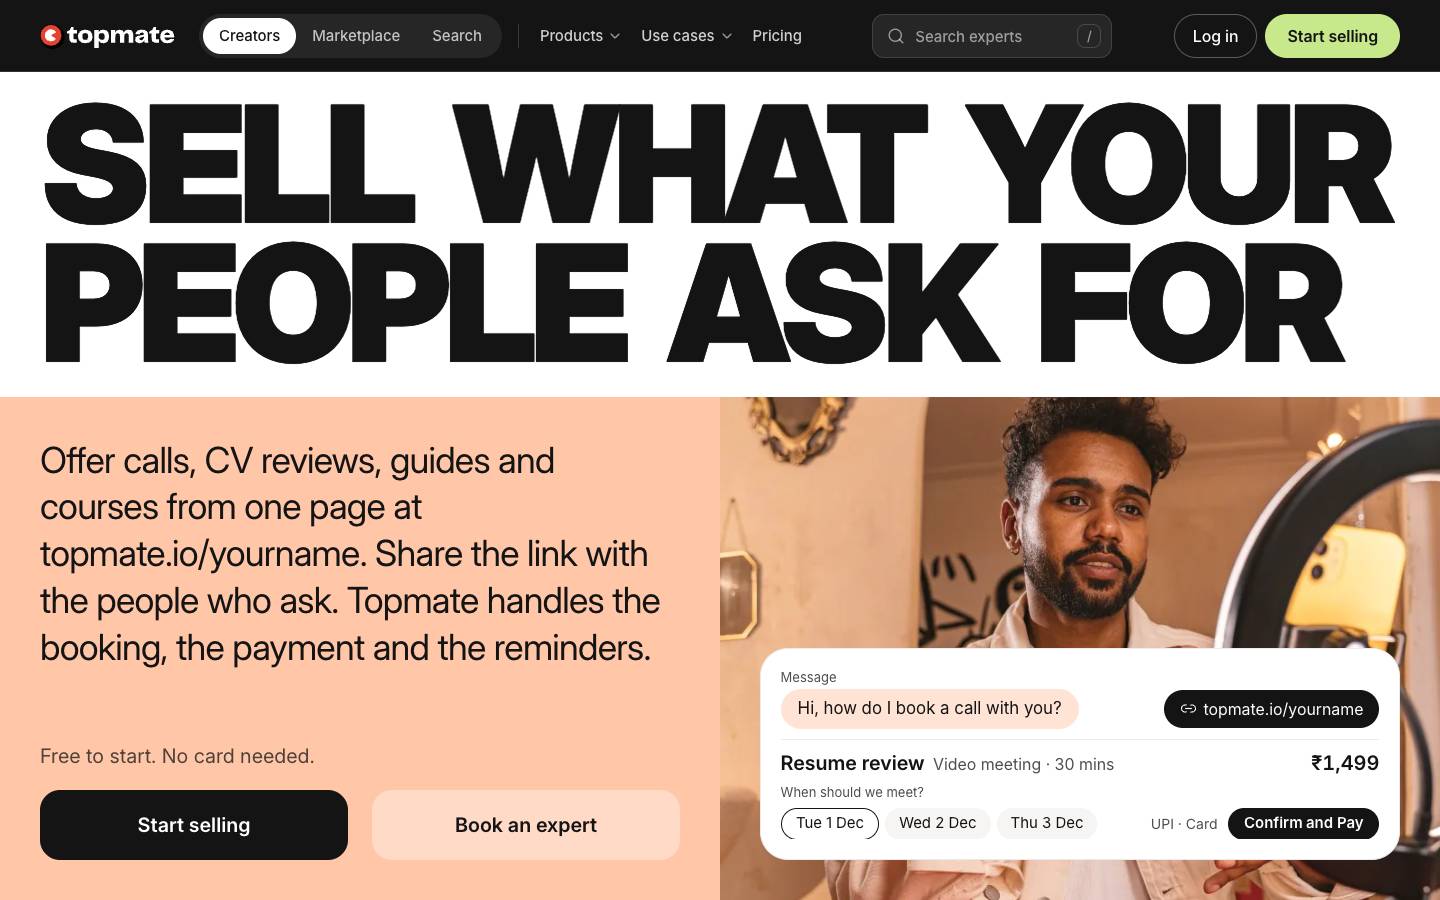 topmate
Creators
Marketplace
Search
Products
Use cases
Pricing
Search experts
/
Log in
Start selling
SELL WHAT YOUR
PEOPLE ASK FOR
Offer calls, CV reviews, guides and
courses from one page at
topmate.io/yourname. Share the link with
the people who ask. Topmate handles the
booking, the payment and the reminders.
Free to start. No card needed.
Start selling
Book an expert
Message
Hi, how do I book a call with you?
topmate.io/yourname
Resume review Video meeting · 30 mins
₹1,499
When should we meet?
Tue 1 Dec
Wed 2 Dec
Thu 3 Dec
UPI · Card
Confirm and Pay